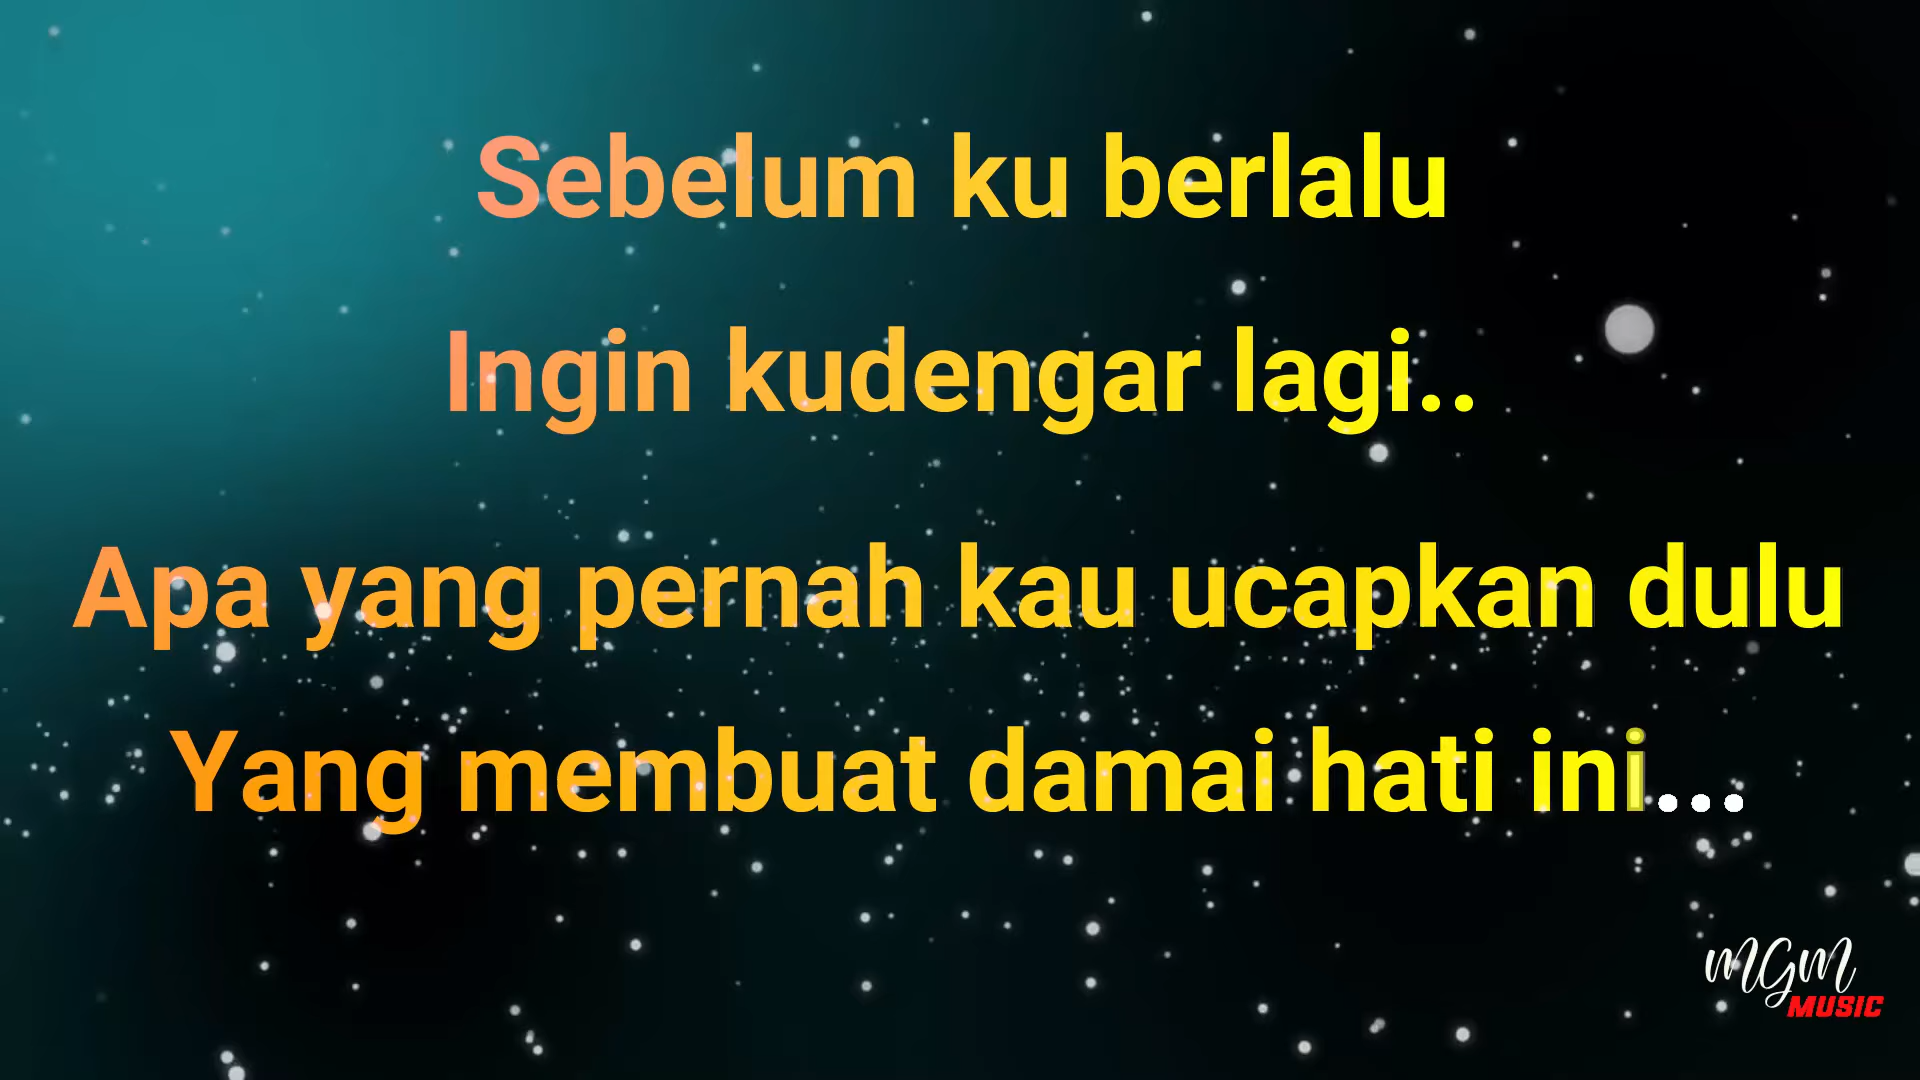 Sebelum ku berlalu
Ingin kudengar lagi..
Apa yang pernah kau ucapkan dulu
Yang membuat damai hati ini...
MGM
MUSIC